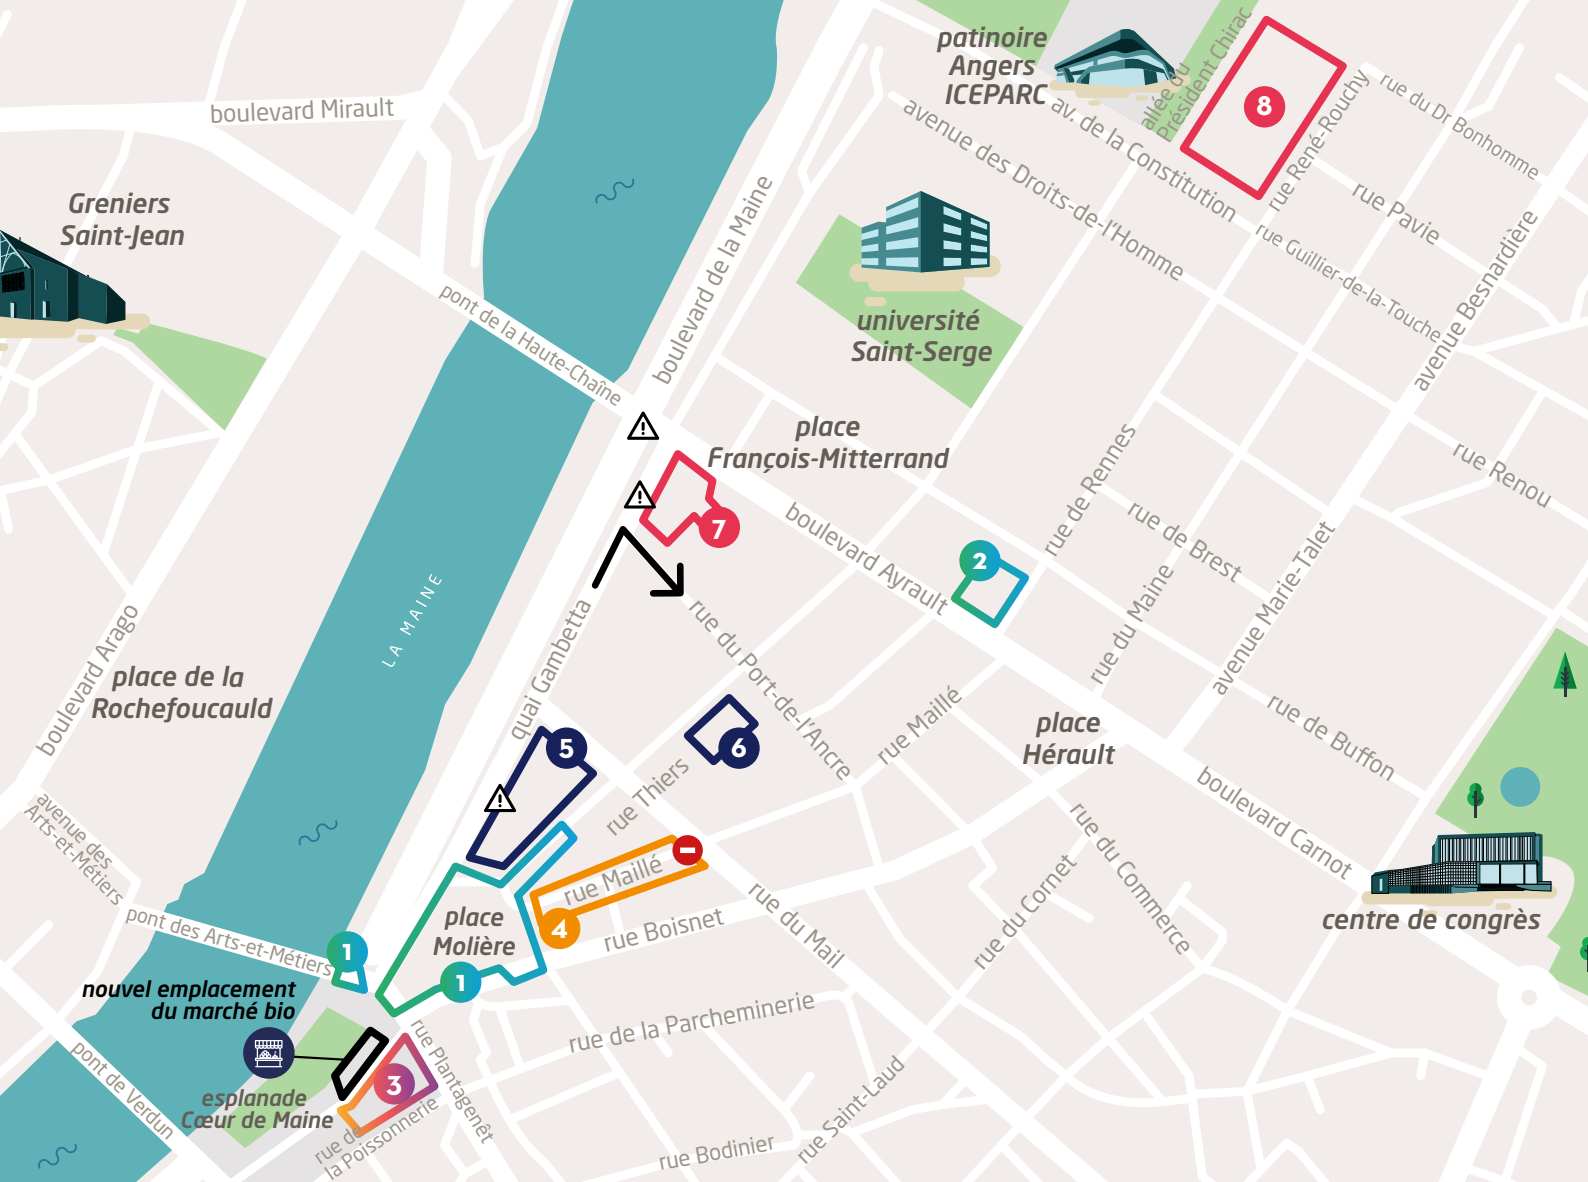 patinoire
Angers
ICEPARC
allée du
Président Chirac
8
rue du Dr Bonhomme
rue René-Rouchy
boulevard Mirault
av. de la Constitution
avenue des Droits-de-l'Homme
rue Pavie
Greniers
Saint-Jean
boulevard de la Maine
rue Guillier-de-la-Touche
avenue Besnardière
pont de la Haute-Chaîne
université
Saint-Serge
place
François-Mitterrand
7
rue de Rennes
rue Renou
boulevard Ayrault
2
rue de Brest
LA MAINE
quai Gambetta
rue du Port-de-l'Ancre
rue du Maine
avenue Marie-Talet
boulevard Arago
place de la
Rochefoucauld
5
6
rue Maillé
place
Hérault
rue de Buffon
rue Thiers
boulevard Carnot
avenue des
Arts-et-Métiers
rue Maillé
4
rue du Mail
rue du Cornet
rue du Commerce
centre de congrès
pont des Arts-et-Métiers
1
place
Molière
1
rue Boisnet
nouvel emplacement
du marché bio
rue de la Parcheminerie
rue Plantagenêt
3
pont de Verdun
esplanade
Cœur de Maine
rue de
la Poissonnerie
rue Saint-Laud
rue Bodinier